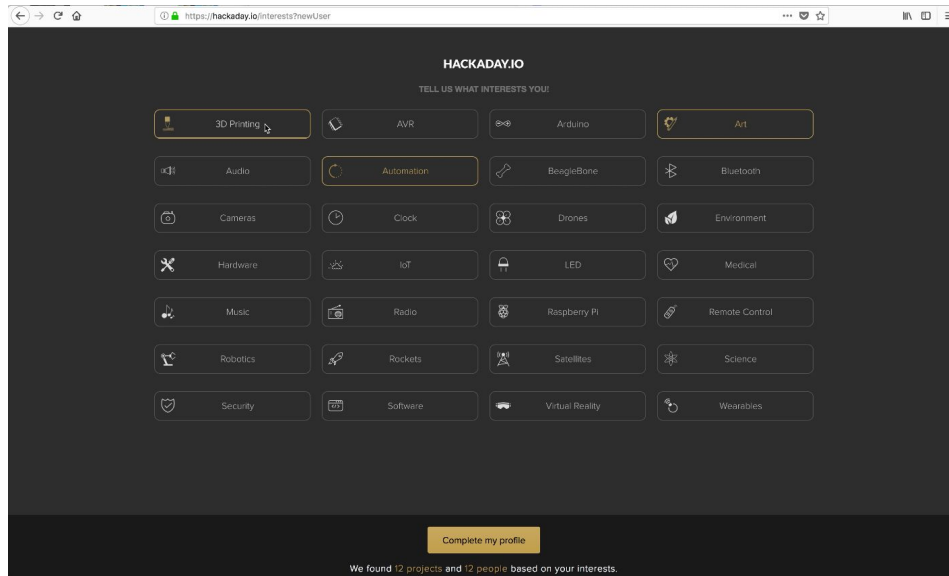 https://hackaday.io/interests?newUser
HACKADAY.IO
TELL US WHAT INTERESTS YOU!
3D Printing AVR Arduino Art
Audio Automation BeagleBone Bluetooth
Cameras Clock Drones Environment
Hardware IoT LED Medical
Music Radio Raspberry Pi Remote Control
Robotics Rockets Satellites Science
Security Software Virtual Reality Wearables
Complete my profile
We found 12 projects and 12 people based on your interests.